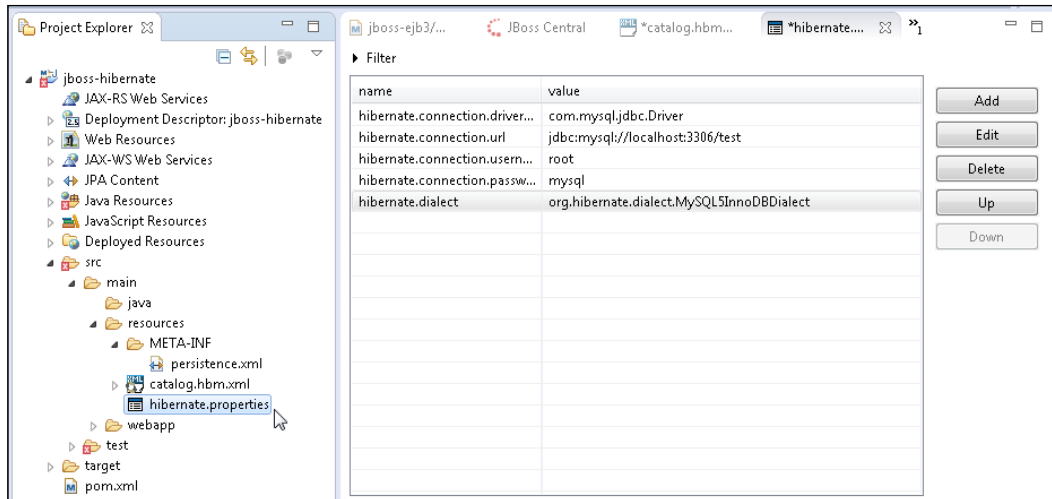 Project Explorer
jboss-hibernate
JAX-RS Web Services
Deployment Descriptor: jboss-hibernate
Web Resources
JAX-WS Web Services
JPA Content
Java Resources
JavaScript Resources
Deployed Resources
src
main
java
resources
META-INF
persistence.xml
catalog.hbm.xml
hibernate.properties
webapp
test
target
pom.xml
jboss-ejb3/... JBoss Central *catalog.hbm... *hibernate.... »1
Filter
name value
hibernate.connection.driver... com.mysql.jdbc.Driver
hibernate.connection.url jdbc:mysql://localhost:3306/test
hibernate.connection.usern... root
hibernate.connection.passw... mysql
hibernate.dialect org.hibernate.dialect.MySQL5InnoDBDialect
Add
Edit
Delete
Up
Down